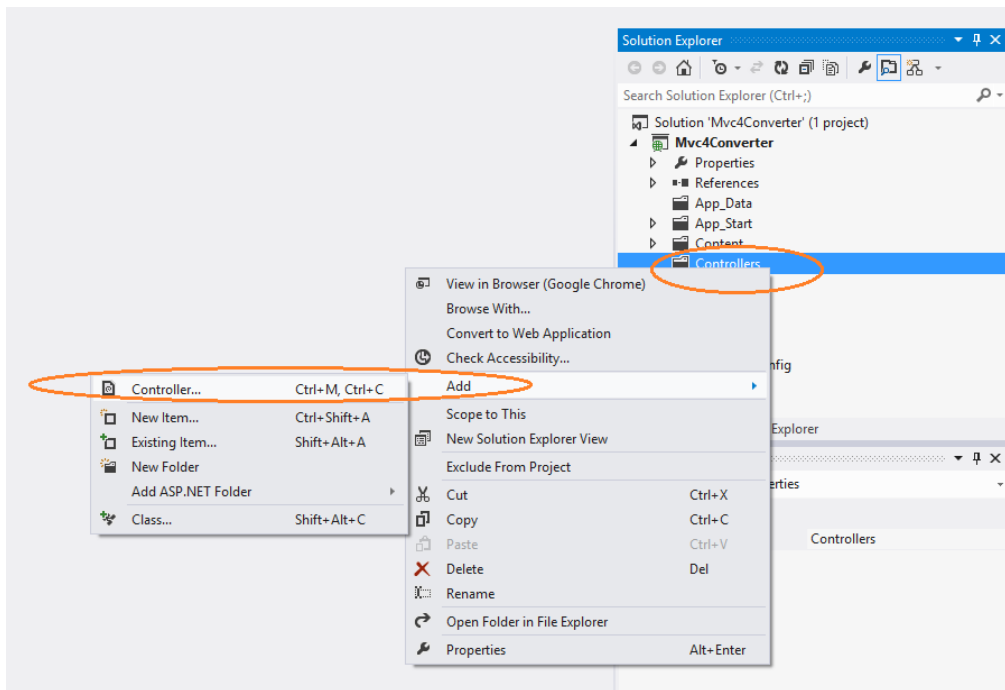 Solution Explorer
Search Solution Explorer (Ctrl+;)
Solution 'Mvc4Converter' (1 project)
Mvc4Converter
Properties
References
App_Data
App_Start
Content
Controllers
View in Browser (Google Chrome)
Browse With...
Convert to Web Application
Check Accessibility...
nfig
Add
Controller... Ctrl+M, Ctrl+C
New Item... Ctrl+Shift+A
Existing Item... Shift+Alt+A
New Folder
Add ASP.NET Folder
Class... Shift+Alt+C
Scope to This
New Solution Explorer View
Explorer
Exclude From Project
erties
Cut Ctrl+X
Copy Ctrl+C
Paste Ctrl+V
Controllers
Delete Del
Rename
Open Folder in File Explorer
Properties Alt+Enter